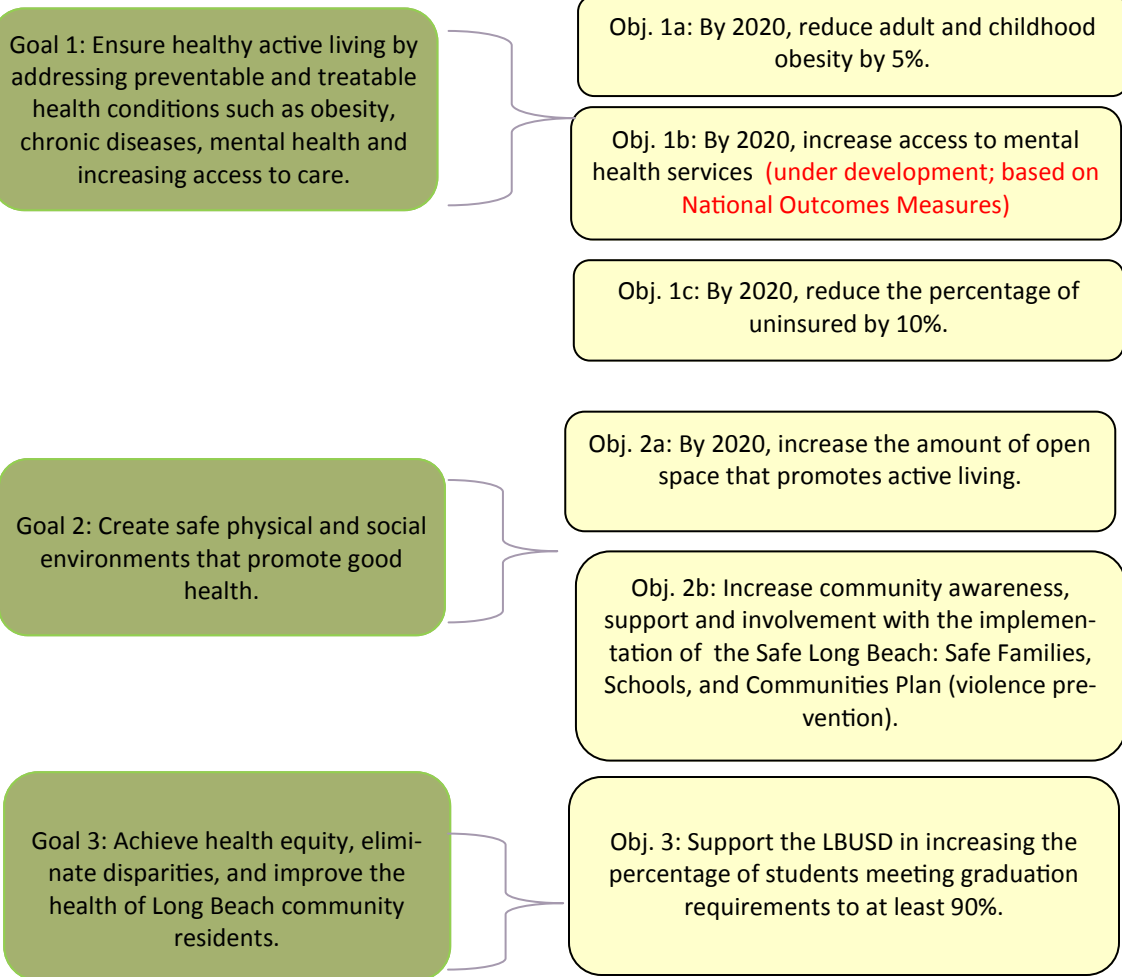 Goal 1: Ensure healthy active living by
addressing preventable and treatable
health conditions such as obesity,
chronic diseases, mental health and
increasing access to care.
Obj. 1a: By 2020, reduce adult and childhood
obesity by 5%.
Obj. 1b: By 2020, increase access to mental
health services (under development; based on
National Outcomes Measures)
Obj. 1c: By 2020, reduce the percentage of
uninsured by 10%.
Goal 2: Create safe physical and social
environments that promote good
health.
Obj. 2a: By 2020, increase the amount of open
space that promotes active living.
Obj. 2b: Increase community awareness,
support and involvement with the implemen-
tation of the Safe Long Beach: Safe Families,
Schools, and Communities Plan (violence pre-
vention).
Goal 3: Achieve health equity, elimi-
nate disparities, and improve the
health of Long Beach community
residents.
Obj. 3: Support the LBUSD in increasing the
percentage of students meeting graduation
requirements to at least 90%.